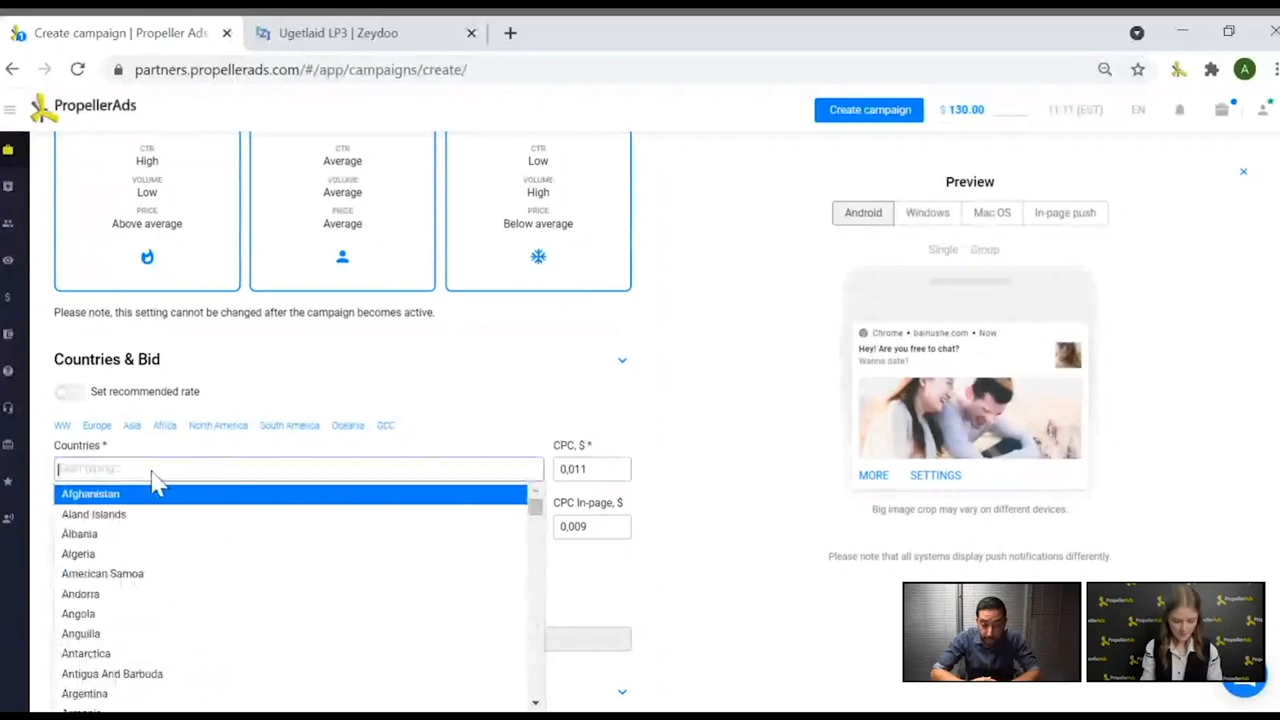 Create campaign | Propeller Ads
Ugetlaid LP3 | Zeydoo
partners.propellerads.com/#/app/campaigns/create/
A
PropellerAds
Create campaign
$ 130.00
11:11 (EST)
EN
CTR
High
VOLUME
Low
PRICE
Above average
CTR
Average
VOLUME
Average
PRICE
Average
CTR
Low
VOLUME
High
PRICE
Below average
Please note, this setting cannot be changed after the campaign becomes active.
Countries & Bid
Set recommended rate
WW Europe Asia Africa North America South America Oceania GCC
Countries *
CPC, $ *
0,011
Afghanistan
Aland Islands
Albania
Algeria
American Samoa
Andorra
Angola
Anguilla
Antarctica
Antigua And Barbuda
Argentina
CPC In-page, $
0,009
Preview
Android Windows Mac OS In-page push
Single Group
Chrome • bainushe.com • Now
Hey! Are you free to chat?
Wanna date?
MORE SETTINGS
Big image crop may vary on different devices.
Please note that all systems display push notifications differently.
PropellerAds